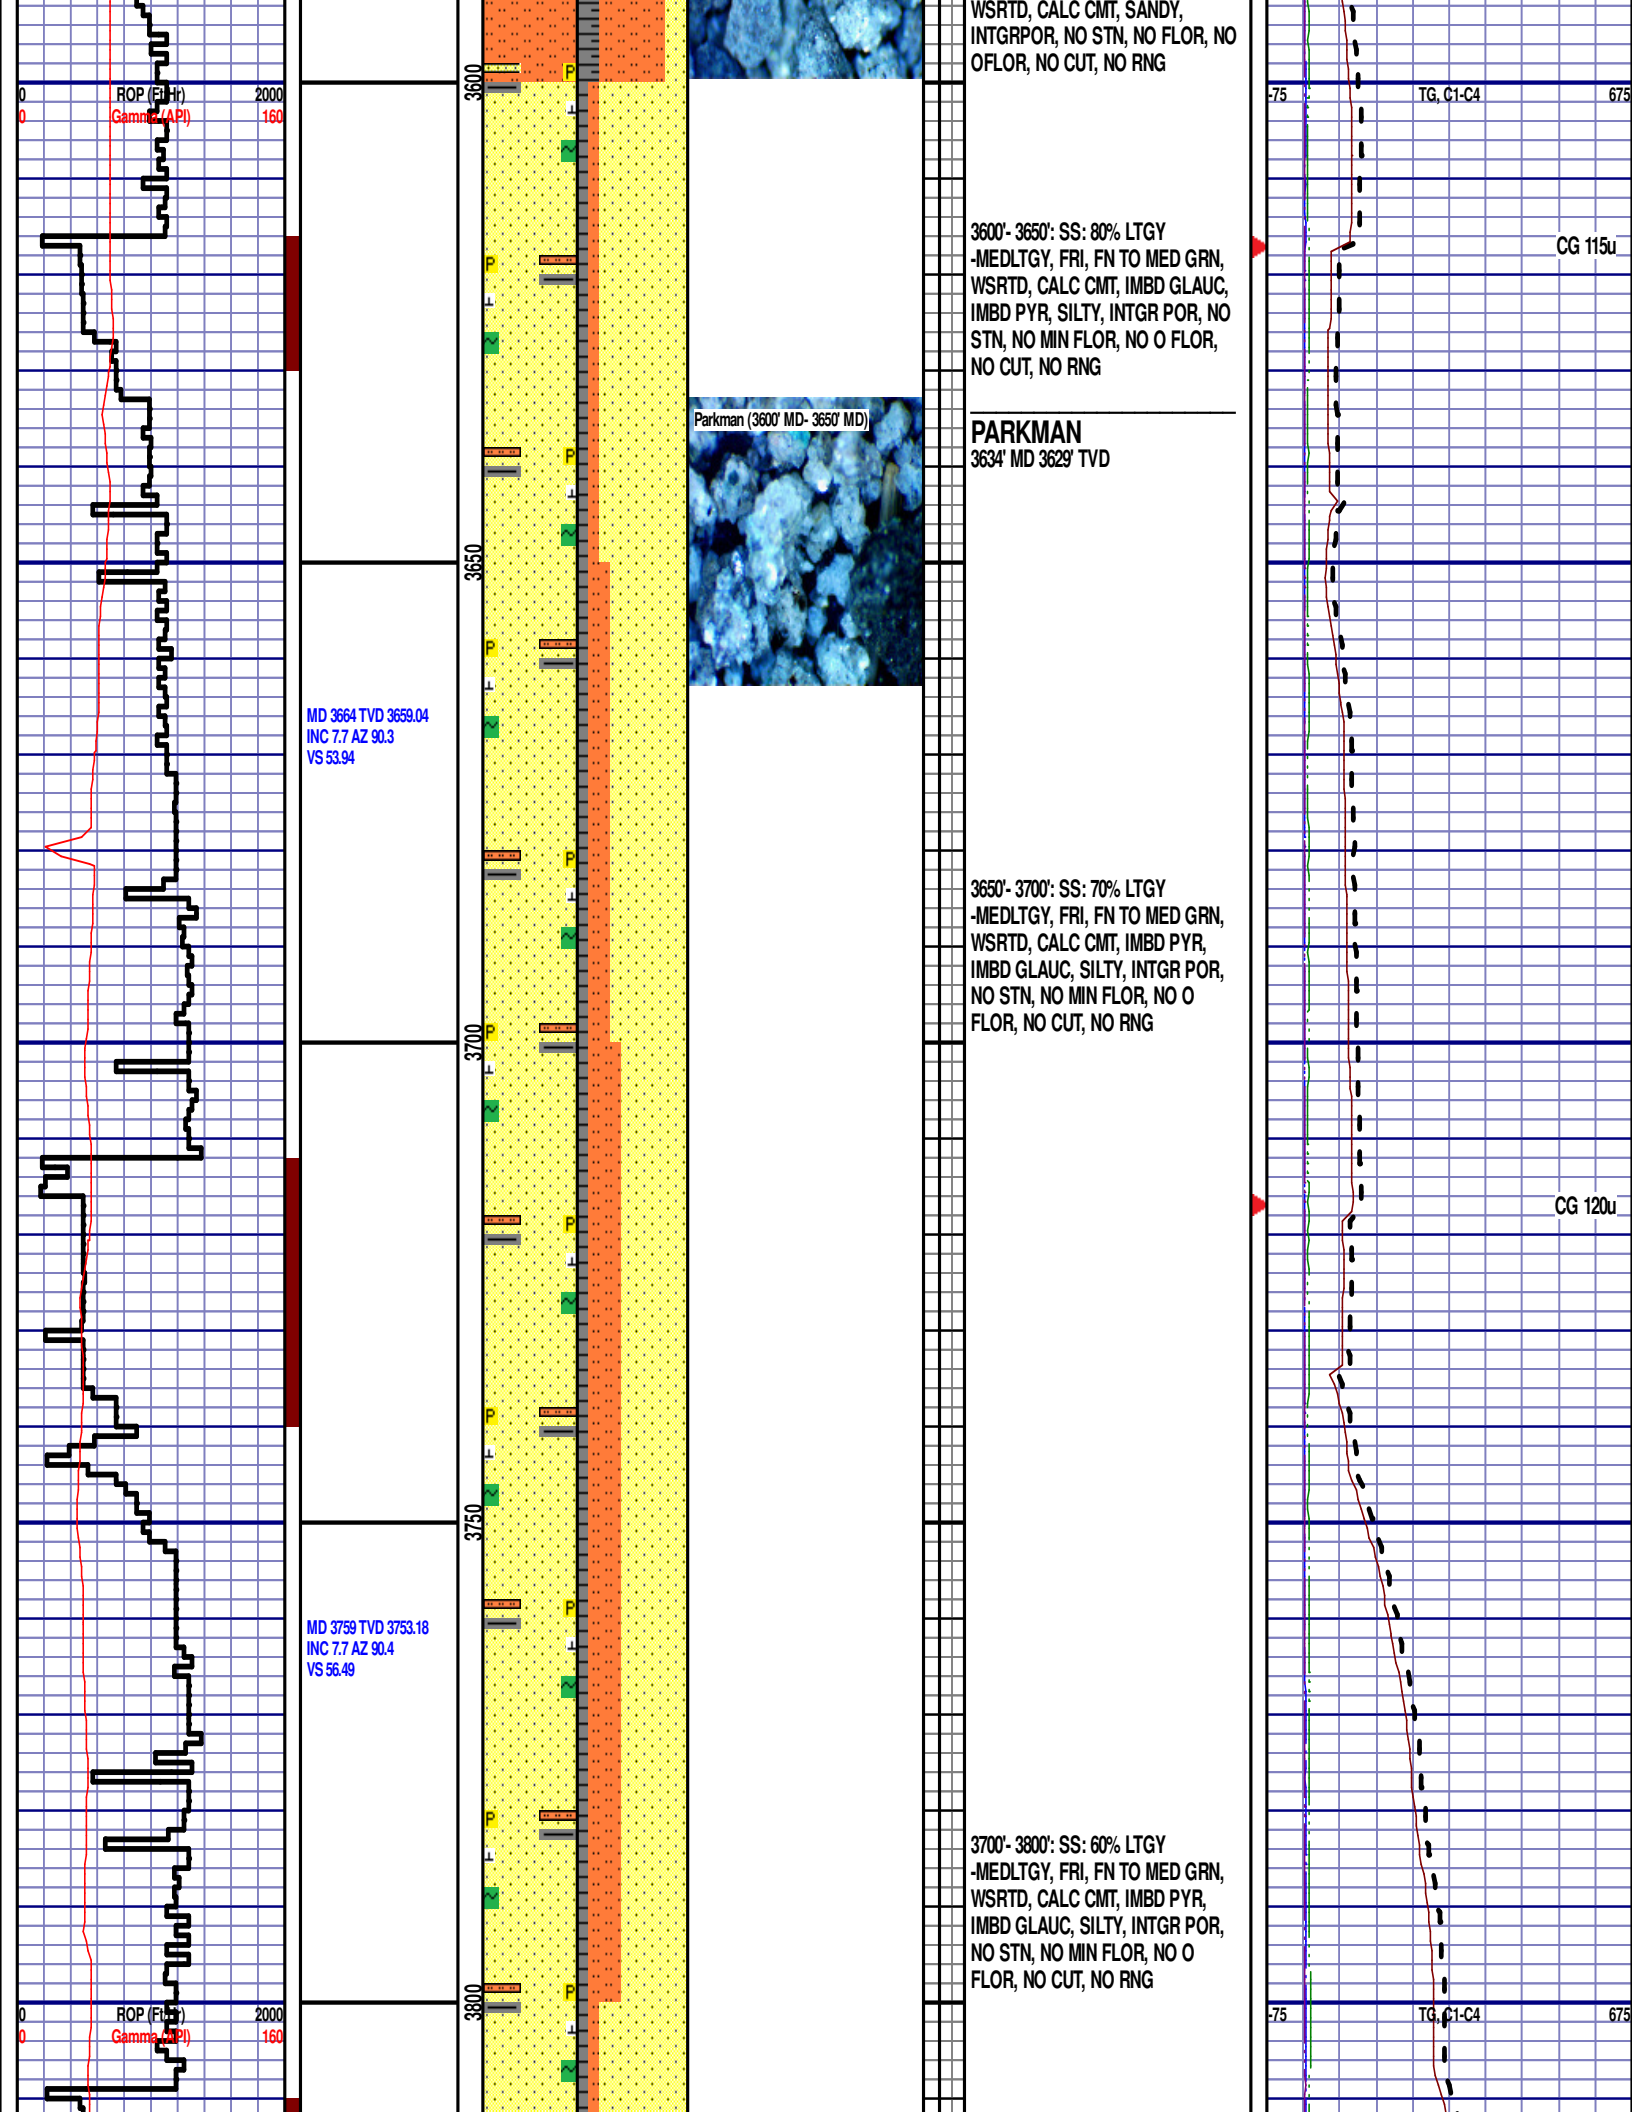 WSRTD, CALC CMT, SANDY,
INTGRPOR, NO STN, NO FLOR, NO
OFLOR, NO CUT, NO RNG
3600
0 ROP (Ft/Hr) 2000
0 Gamma (API) 160
-75 TG, C1-C4 675
3600'- 3650': SS: 80% LTGY
-MEDLTGY, FRI, FN TO MED GRN,
WSRTD, CALC CMT, IMBD GLAUC,
IMBD PYR, SILTY, INTGR POR, NO
STN, NO MIN FLOR, NO O FLOR,
NO CUT, NO RNG
CG 115u
Parkman (3600' MD- 3650' MD)
PARKMAN
3634' MD 3629' TVD
3650
MD 3664 TVD 3659.04
INC 7.7 AZ 90.3
VS 53.94
3650'- 3700': SS: 70% LTGY
-MEDLTGY, FRI, FN TO MED GRN,
WSRTD, CALC CMT, IMBD PYR,
IMBD GLAUC, SILTY, INTGR POR,
NO STN, NO MIN FLOR, NO O
FLOR, NO CUT, NO RNG
3700
CG 120u
3750
MD 3759 TVD 3753.18
INC 7.7 AZ 90.4
VS 56.49
3700'- 3800': SS: 60% LTGY
-MEDLTGY, FRI, FN TO MED GRN,
WSRTD, CALC CMT, IMBD PYR,
IMBD GLAUC, SILTY, INTGR POR,
NO STN, NO MIN FLOR, NO O
FLOR, NO CUT, NO RNG
3800
0 ROP (Ft/Hr) 2000
0 Gamma (API) 160
-75 TG, C1-C4 675
P
P
P
P
P
P
P
P
P
P
P